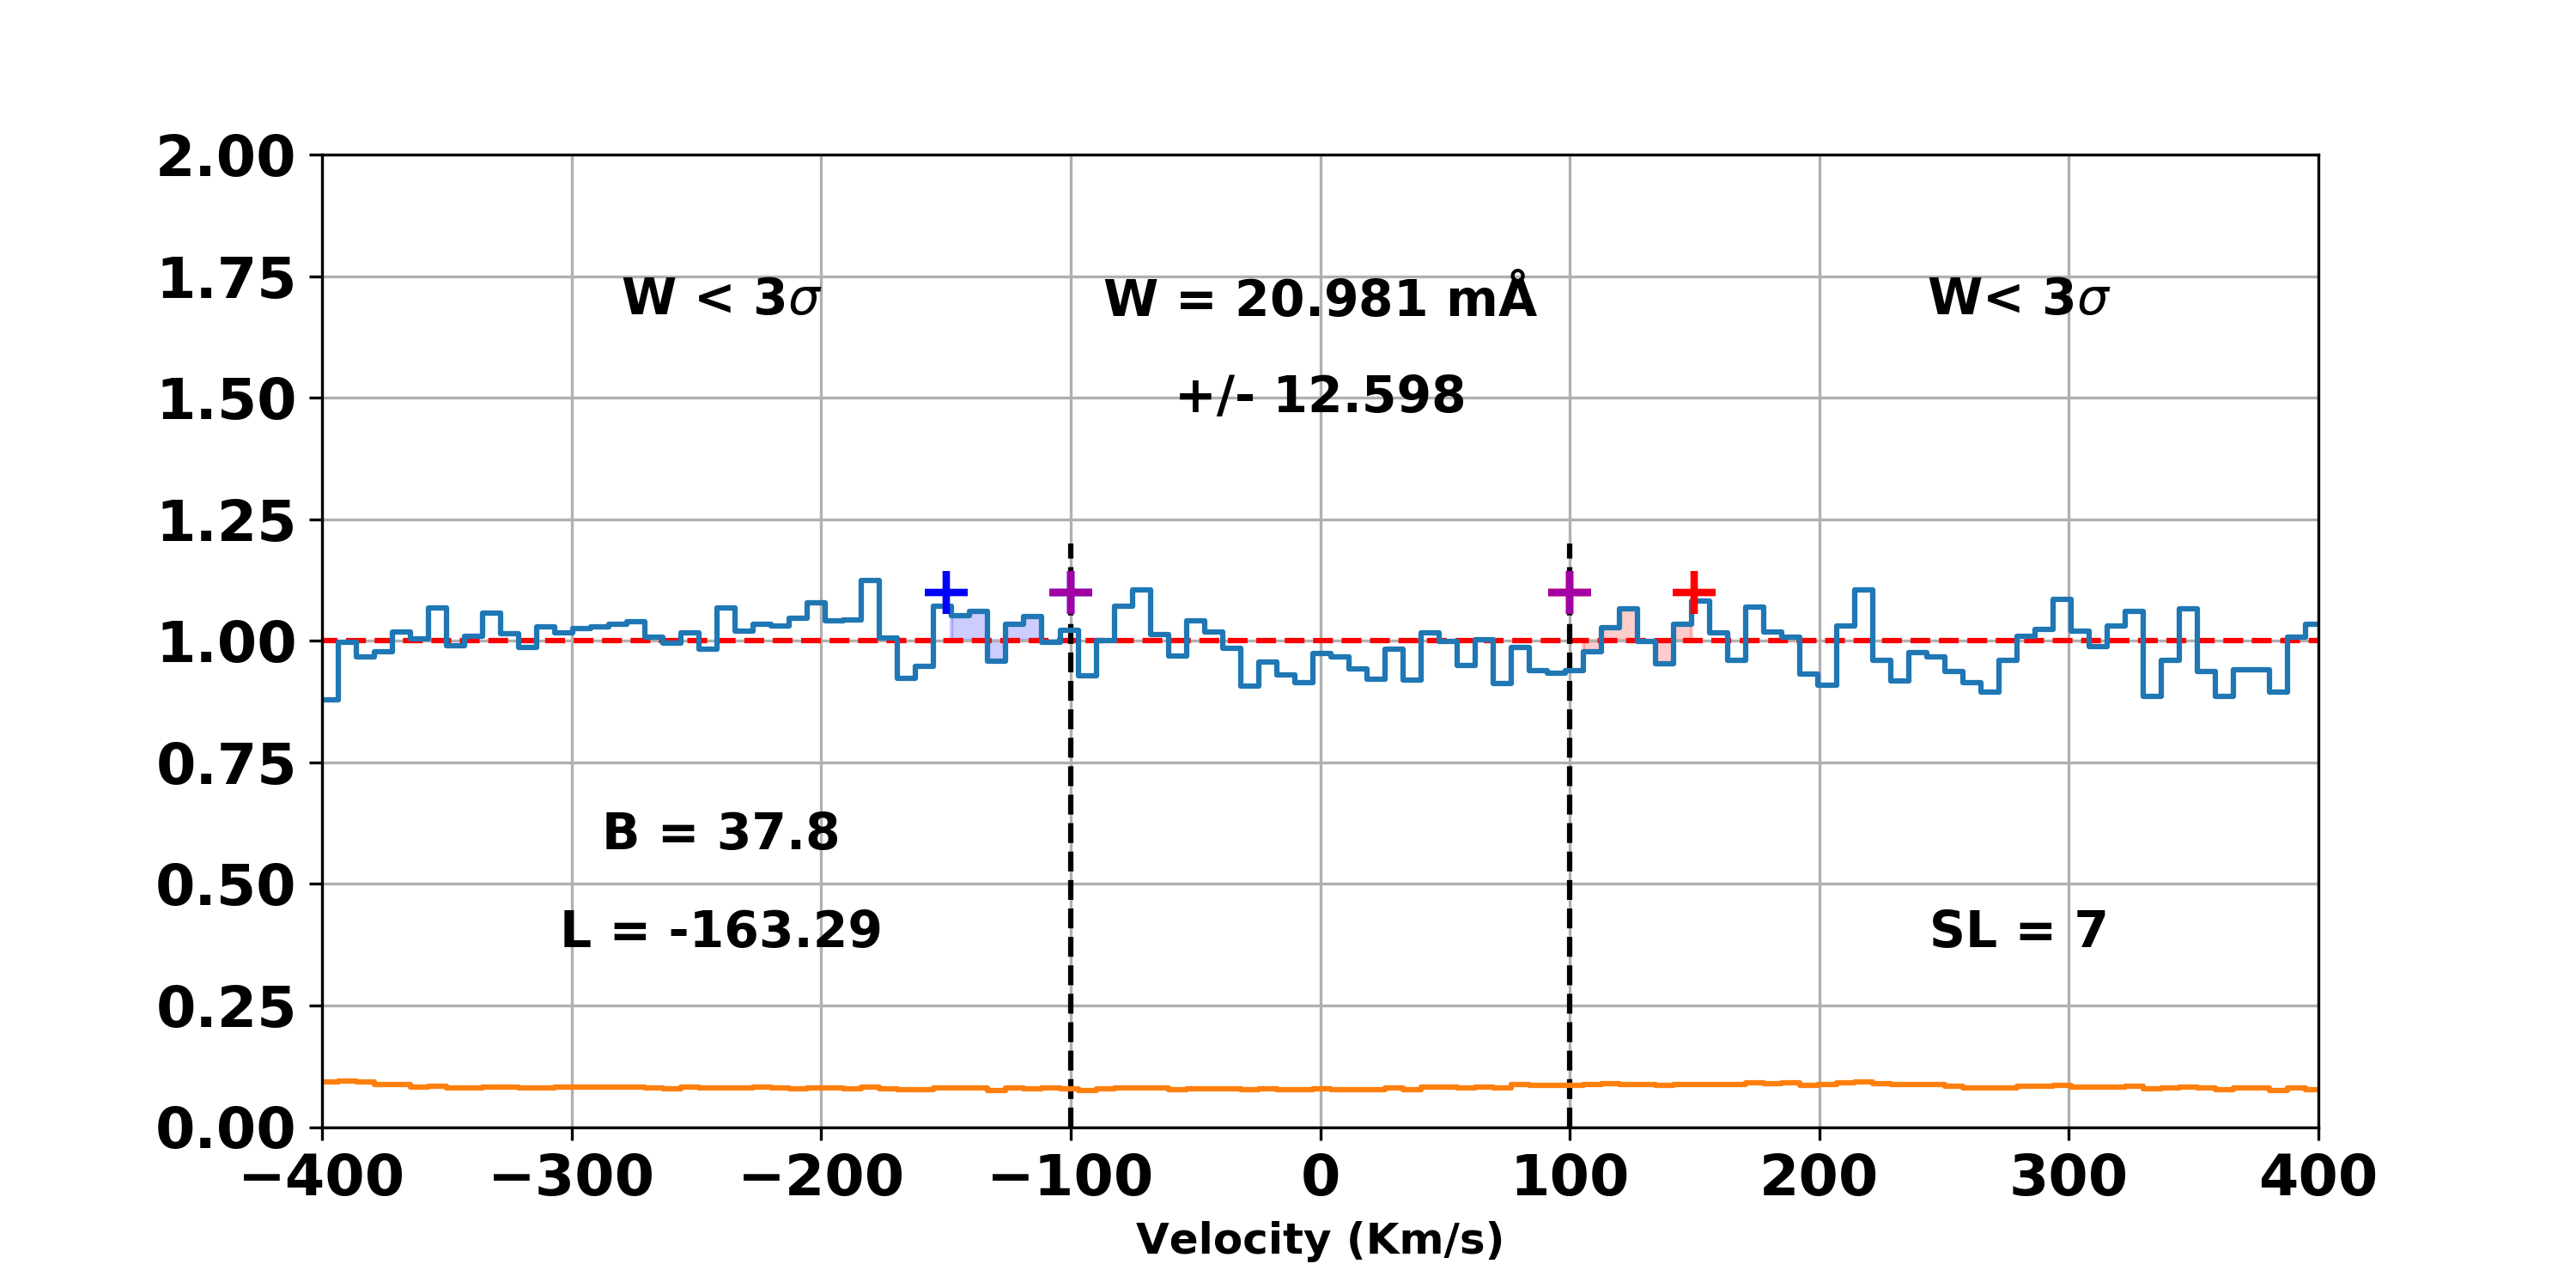 2.00
1.75
1.50
1.25
1.00
0.75
0.50
0.25
0.00
W < 3σ
W = 20.981 mÅ
+/- 12.598
W< 3σ
B = 37.8
L = -163.29
SL = 7
−400 −300 −200 −100 0 100 200 300 400
Velocity (Km/s)